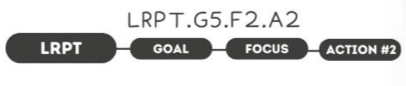 LRPT.G5.F2.A2
LRPT GOAL FOCUS ACTION #2